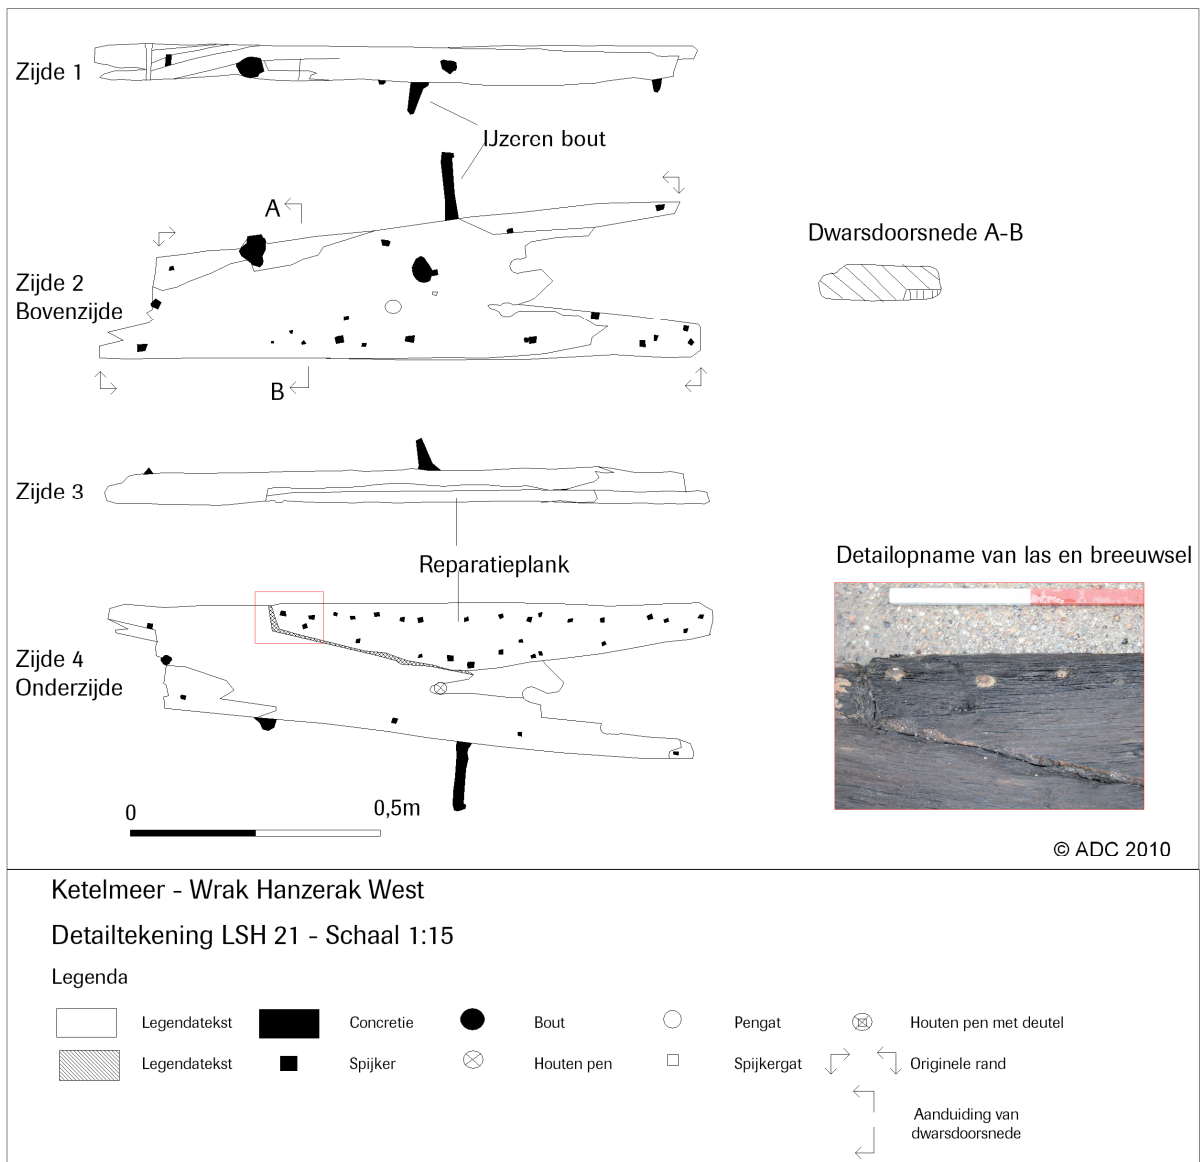 Zijde 1
IJzeren bout
A
Dwarsdoorsnede A-B
Zijde 2
Bovenzijde
B
Zijde 3
Reparatieplank
Detailopname van las en breeuwsel
Zijde 4
Onderzijde
0
0,5m
© ADC 2010
Ketelmeer - Wrak Hanzerak West
Detailtekening LSH 21 - Schaal 1:15
Legenda
Legendatekst
Concretie
Bout
Pengat
Houten pen met deutel
Legendatekst
Spijker
Houten pen
Spijkergat
Originele rand
Aanduiding van
dwarsdoorsnede